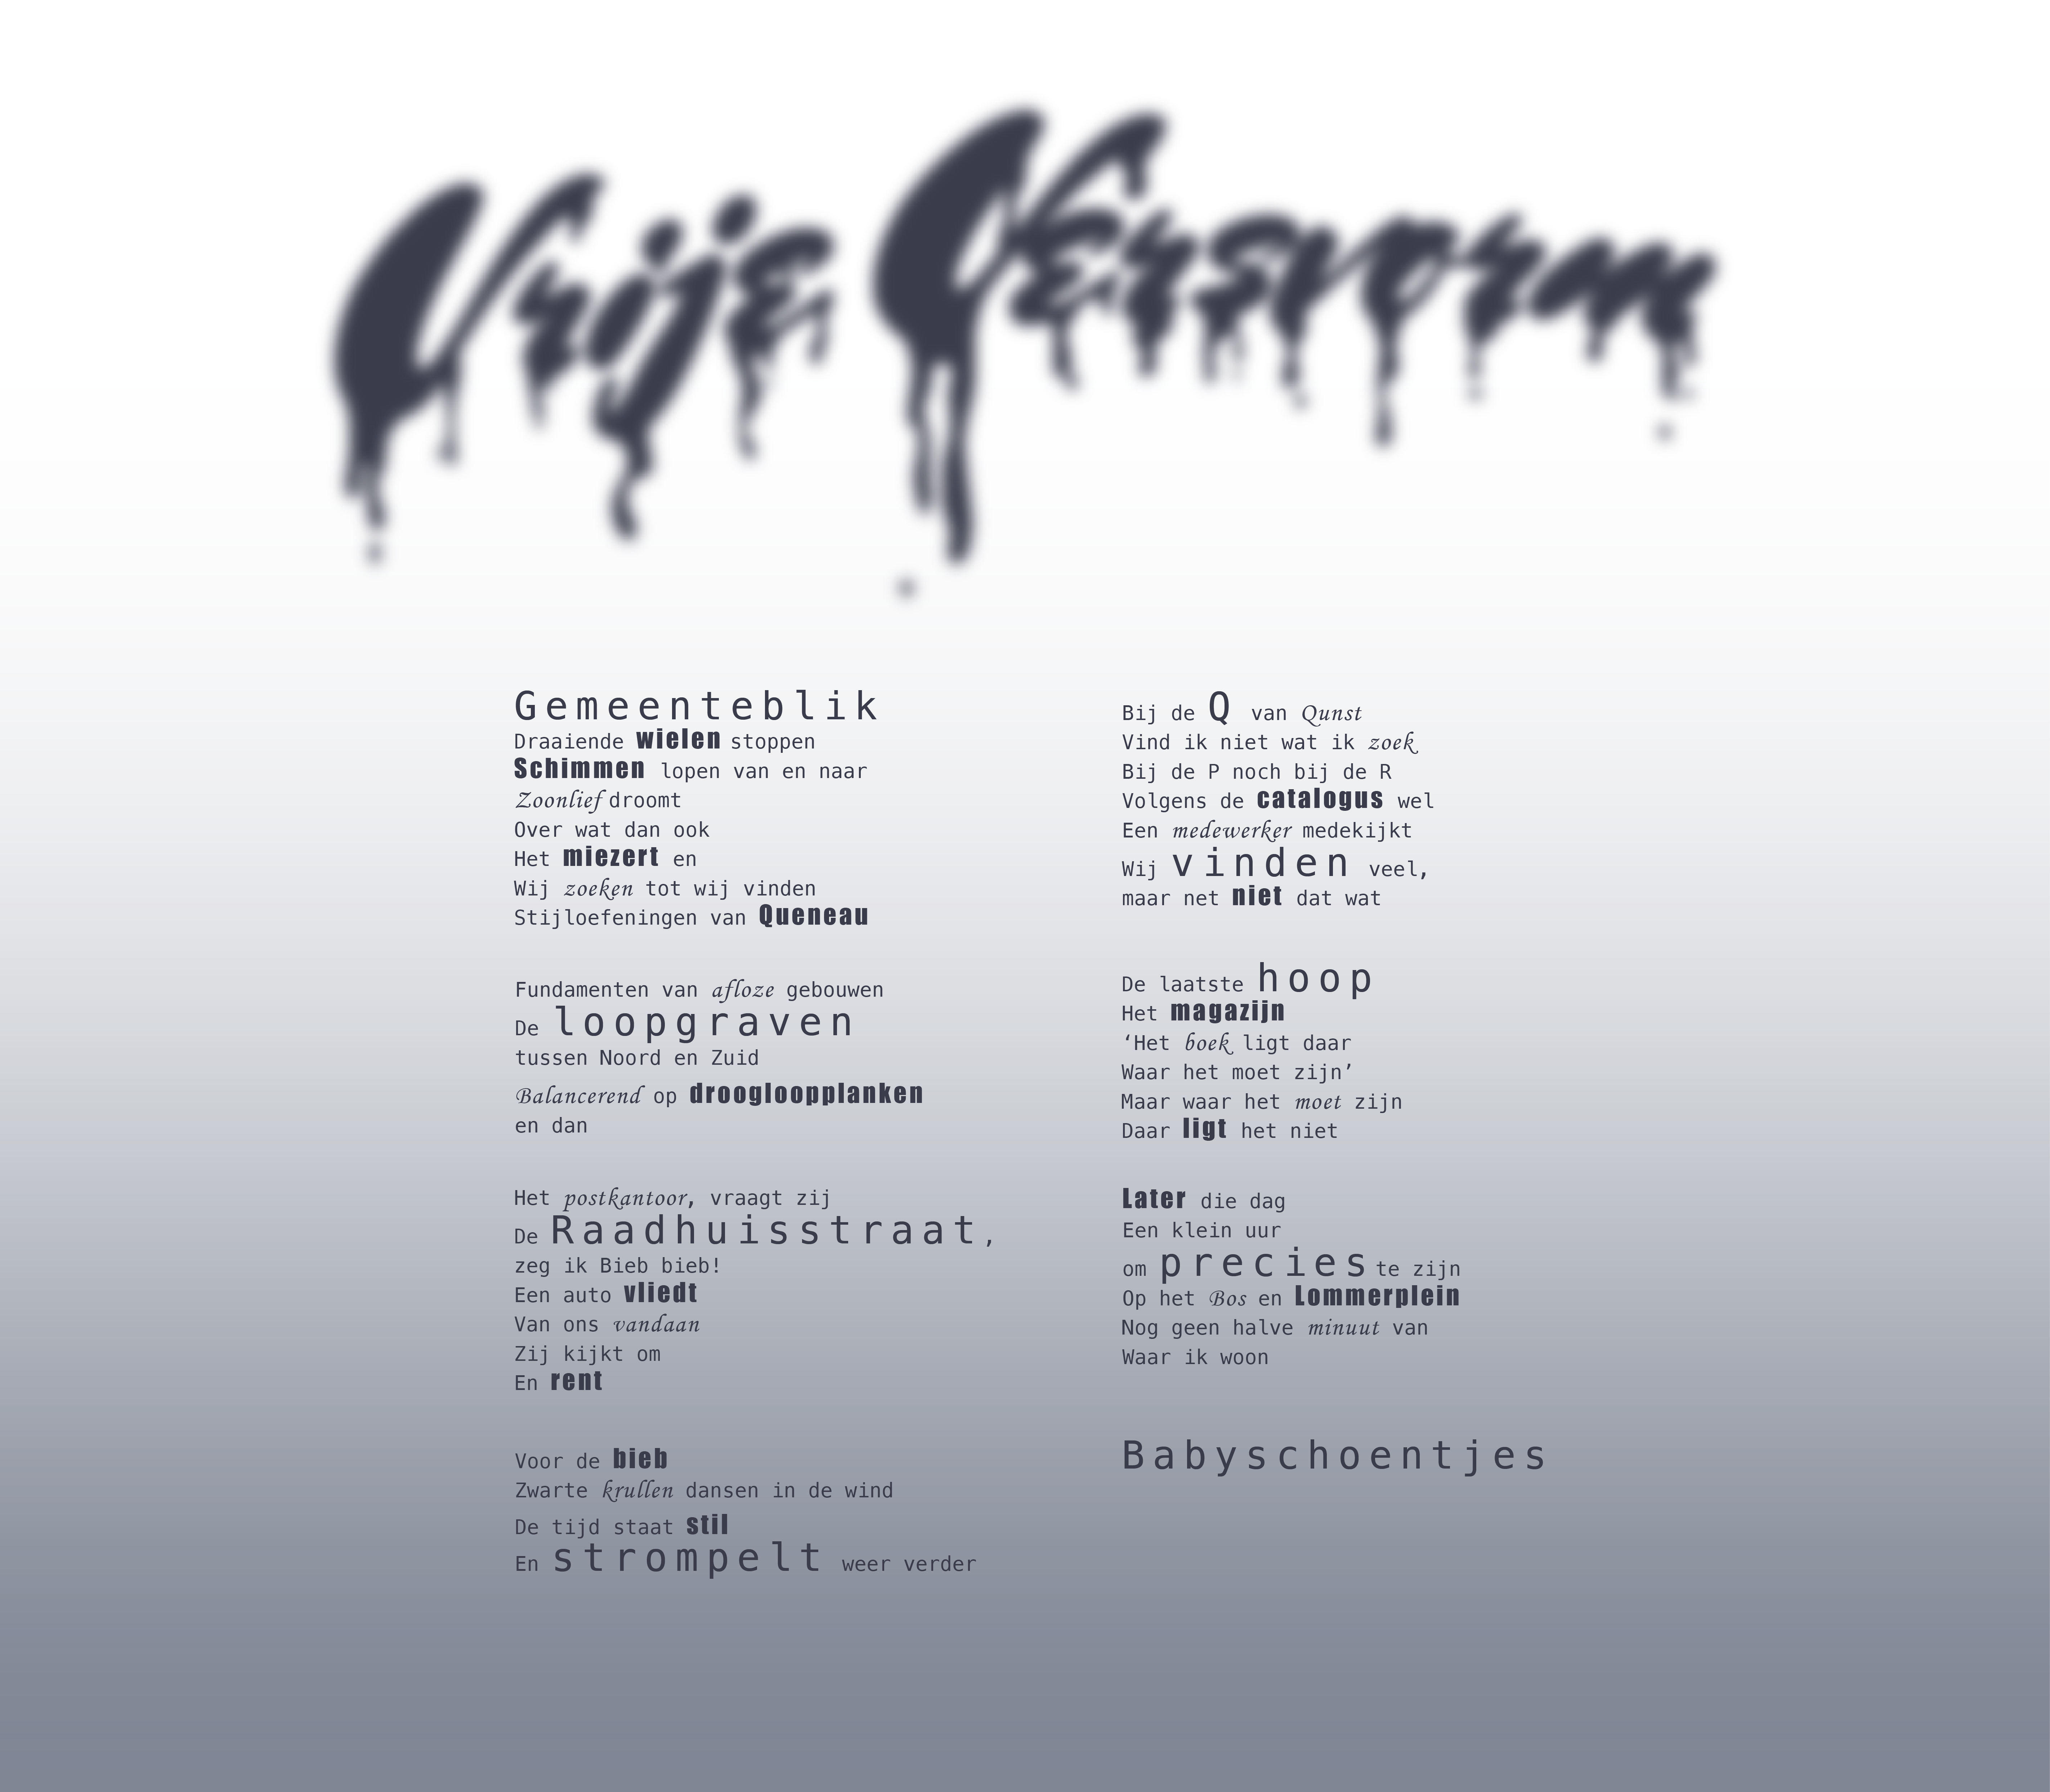 Vrije Versvorm
Gemeenteblik
Draaiende wielen stoppen
Schimmen lopen van en naar
Zoonlief droomt
Over wat dan ook
Het miezert en
Wij zoeken tot wij vinden
Stijloefeningen van Queneau
Fundamenten van afloze gebouwen
De loopgraven
tussen Noord en Zuid
Balancerend op droogloopplanken
en dan
Het postkantoor, vraagt zij
De Raadhuisstraat,
zeg ik Bieb bieb!
Een auto vliedt
Van ons vandaan
Zij kijkt om
En rent
Voor de bieb
Zwarte krullen dansen in de wind
De tijd staat stil
En strompelt weer verder
Bij de Q van Qunst
Vind ik niet wat ik zoek
Bij de P noch bij de R
Volgens de catalogus wel
Een medewerker medekijkt
Wij vinden veel,
maar net niet dat wat
De laatste hoop
Het magazijn
‘Het boek ligt daar
Waar het moet zijn’
Maar waar het moet zijn
Daar ligt het niet
Later die dag
Een klein uur
om precies te zijn
Op het Bos en Lommerplein
Nog geen halve minuut van
Waar ik woon
Babyschoentjes